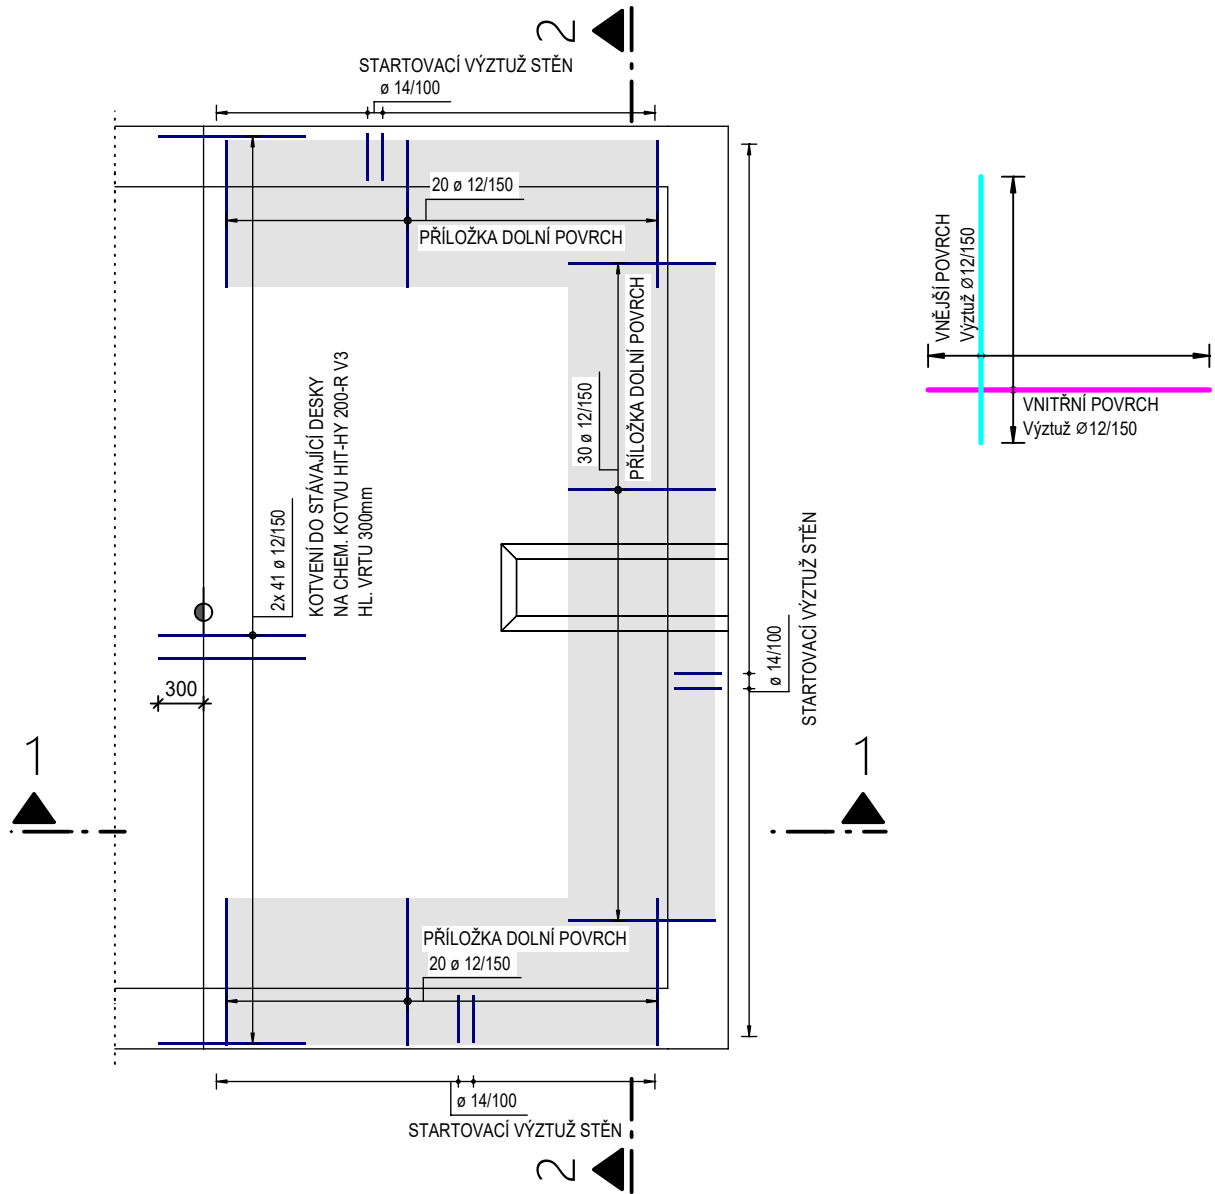 2
STARTOVACÍ VÝZTUŽ STĚN
ø 14/100
20 ø 12/150
PŘÍLOŽKA DOLNÍ POVRCH
30 ø 12/150
PŘÍLOŽKA DOLNÍ POVRCH
2x 41 ø 12/150
KOTVENÍ DO STÁVAJÍCÍ DESKY
NA CHEM. KOTVU HIT-HY 200-R V3
HL. VRTU 300mm
300
ø 14/100
STARTOVACÍ VÝZTUŽ STĚN
1
1
PŘÍLOŽKA DOLNÍ POVRCH
20 ø 12/150
ø 14/100
STARTOVACÍ VÝZTUŽ STĚN
2
VNĚJŠÍ POVRCH
Výztuž Ø12/150
VNITŘNÍ POVRCH
Výztuž Ø12/150